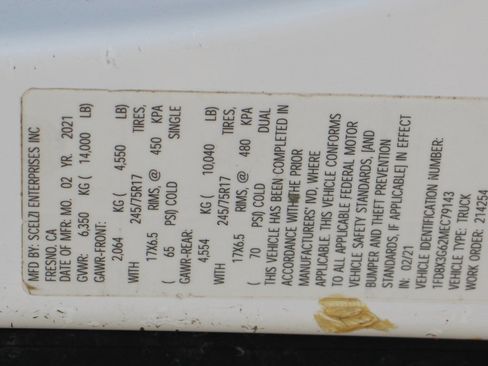 MFD BY: SCELZI ENTERPRISES INC
FRESNO, CA
DATE OF MFR. MO. 02 YR. 2021
GVWR: 6,350 KG ( 14,000 LB)
GAWR-FRONT:
2,064 KG ( 4,550 LB)
WITH 245/75R17 TIRES,
17X6.5 RIMS, @ 450 KPA
( 65 PSI) COLD SINGLE
GAWR-REAR:
4,554 KG ( 10,040 LB)
WITH 245/75R17 TIRES,
17X6.5 RIMS, @ 480 KPA
( 70 PSI) COLD DUAL
THIS VEHICLE HAS BEEN COMPLETED IN
ACCORDANCE WITH THE PRIOR
MANUFACTURERS' IVD, WHERE
APPLICABLE. THIS VEHICLE CONFORMS
TO ALL APPLICABLE FEDERAL MOTOR
VEHICLE SAFETY STANDARDS, [AND
BUMPER AND THEFT PREVENTION
STANDARDS, IF APPLICABLE] IN EFFECT
IN: 02/21
VEHICLE IDENTIFICATION NUMBER:
1FD8X3G62MEC79143
VEHICLE TYPE: TRUCK
WORK ORDER: 214254